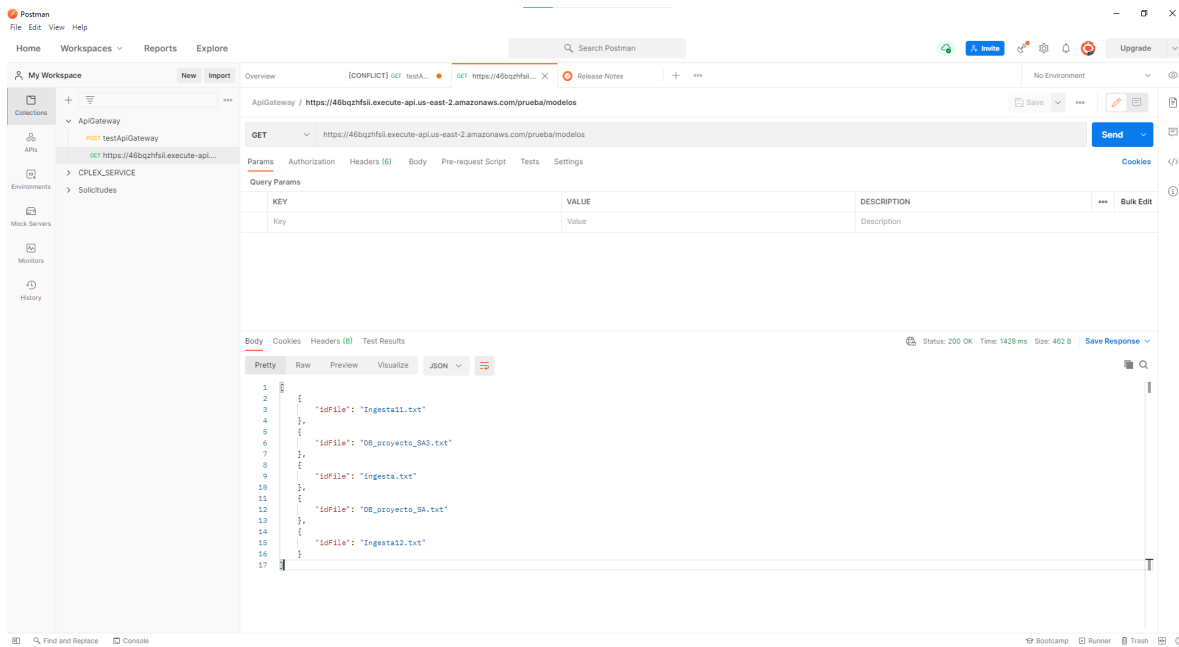 Postman
File Edit View Help
Home Workspaces Reports Explore
Search Postman
Invite
Upgrade
My Workspace
New Import
Overview
[CONFLICT] GET testA...
GET https://46bqzhfsii....
Release Notes
No Environment
Collections
APIs
Environments
Mock Servers
Monitors
History
ApiGateway
POST testApiGateway
GET https://46bqzhfsii.execute-api....
CPLEX_SERVICE
Solicitudes
ApiGateway / https://46bqzhfsii.execute-api.us-east-2.amazonaws.com/prueba/modelos
Save
GET
https://46bqzhfsii.execute-api.us-east-2.amazonaws.com/prueba/modelos
Send
Params Authorization Headers (6) Body Pre-request Script Tests Settings
Cookies
Query Params
KEY VALUE DESCRIPTION
Bulk Edit
Key Value Description
Body Cookies Headers (8) Test Results
Status: 200 OK Time: 1428 ms Size: 462 B Save Response
Pretty Raw Preview Visualize JSON
1 [
2 {
3 "idFile": "Ingesta11.txt"
4 },
5 {
6 "idFile": "DB_proyecto_SA3.txt"
7 },
8 {
9 "idFile": "ingesta.txt"
10 },
11 {
12 "idFile": "DB_proyecto_SA.txt"
13 },
14 {
15 "idFile": "Ingesta12.txt"
16 }
17 ]
Find and Replace Console
Bootcamp Runner Trash